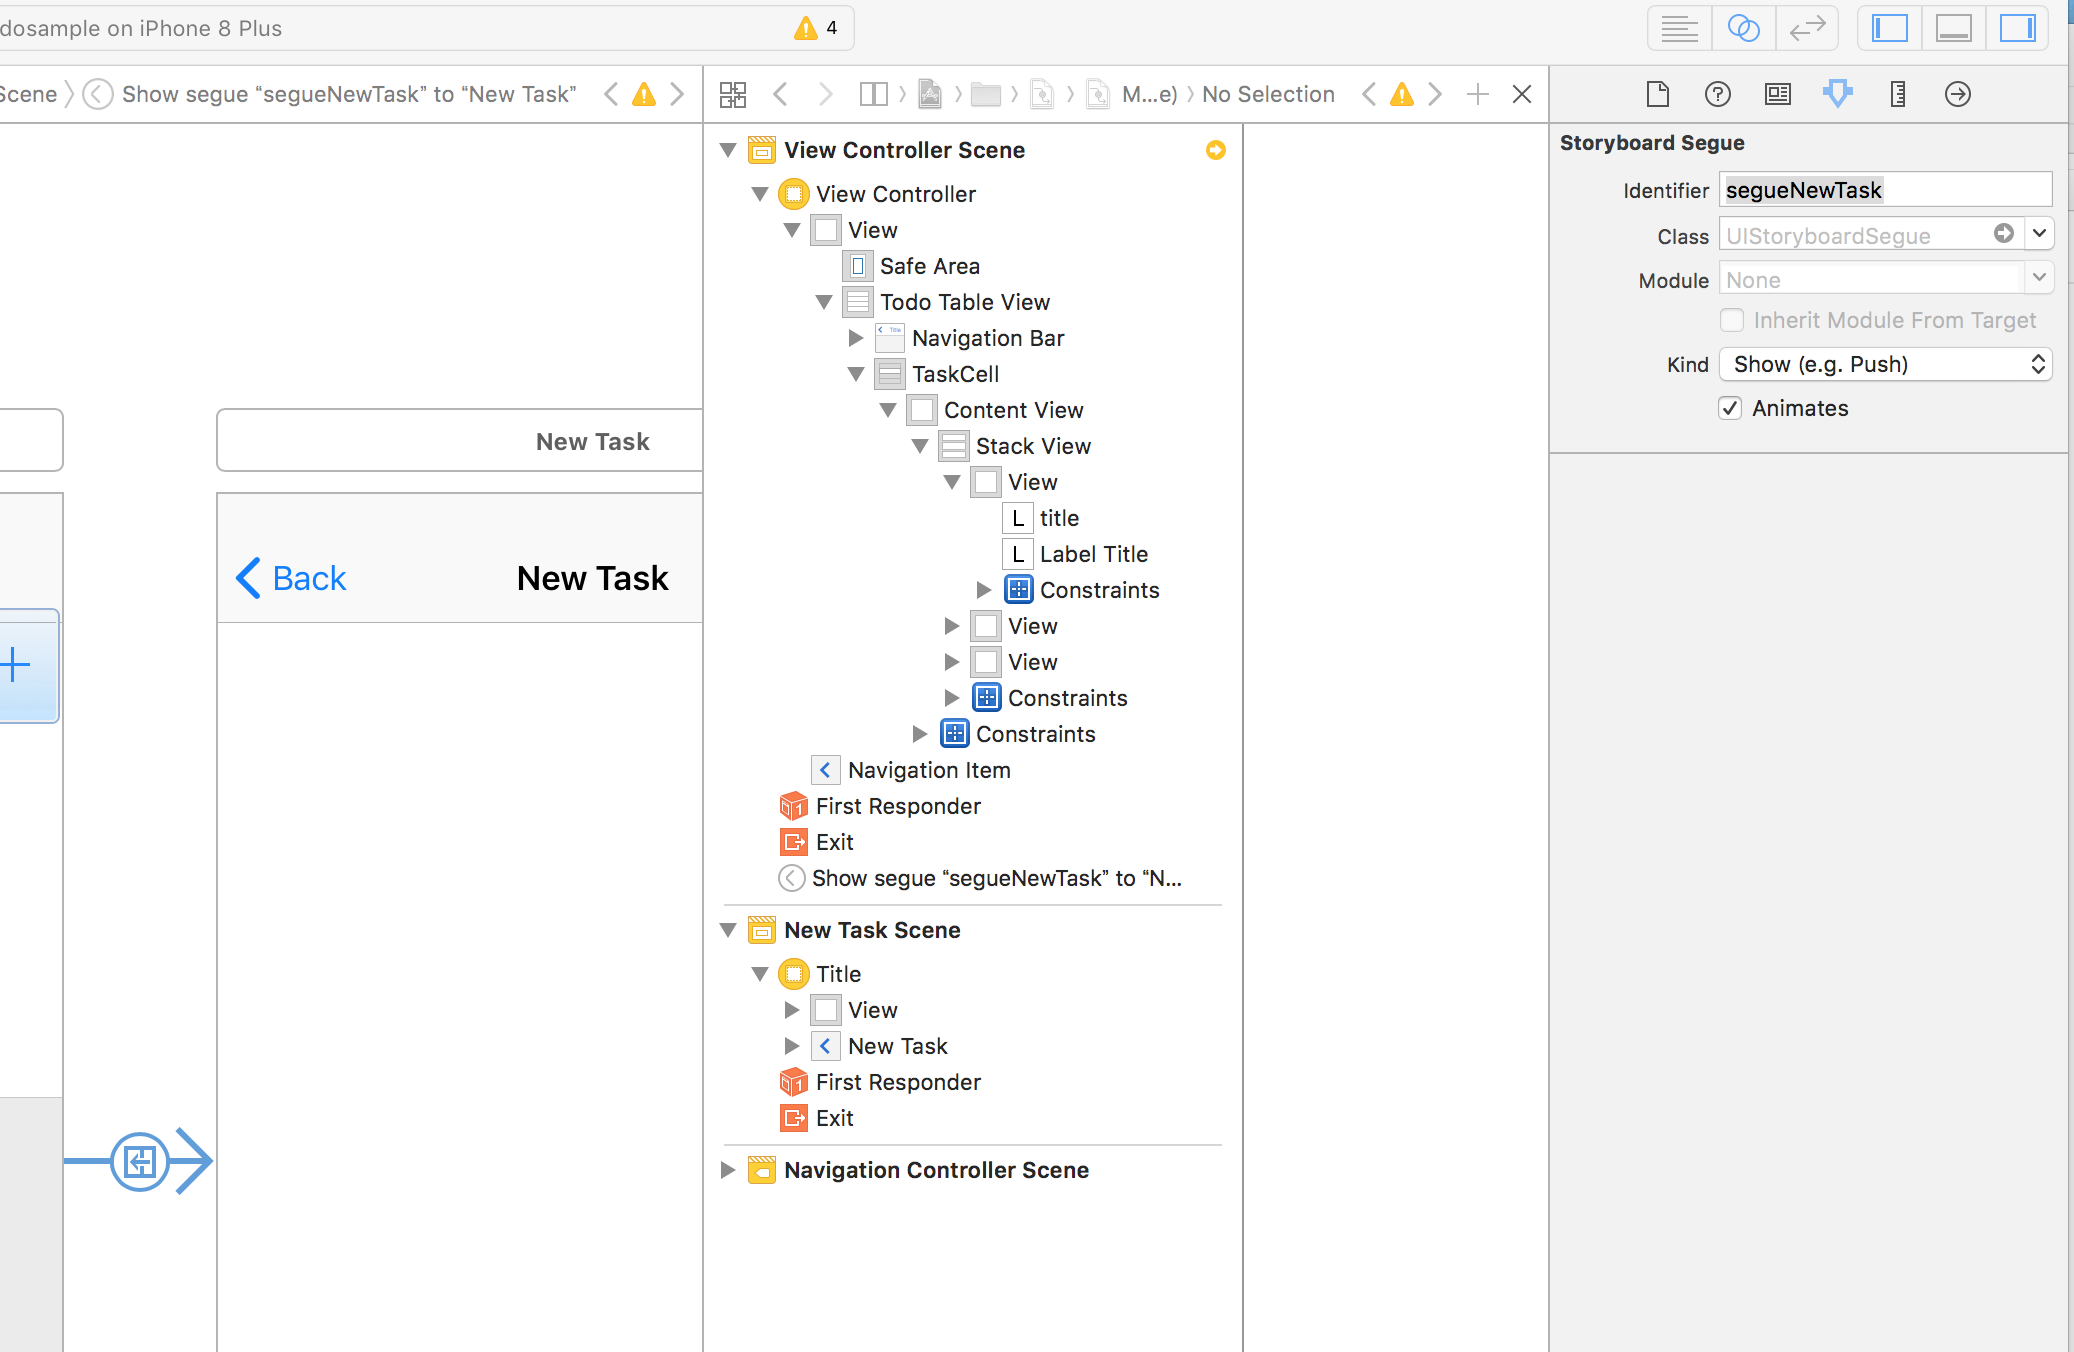 dosample on iPhone 8 Plus
4
Scene
Show segue “segueNewTask” to “New Task”
M...e)
No Selection
New Task
Back
New Task
View Controller Scene
View Controller
View
Safe Area
Todo Table View
Title
Navigation Bar
TaskCell
Content View
Stack View
View
L title
L Label Title
Constraints
View
View
Constraints
Constraints
Navigation Item
1 First Responder
Exit
Show segue “segueNewTask” to “N...
New Task Scene
Title
View
New Task
1 First Responder
Exit
Navigation Controller Scene
Storyboard Segue
Identifier segueNewTask
Class UIStoryboardSegue
Module None
Inherit Module From Target
Kind Show (e.g. Push)
Animates